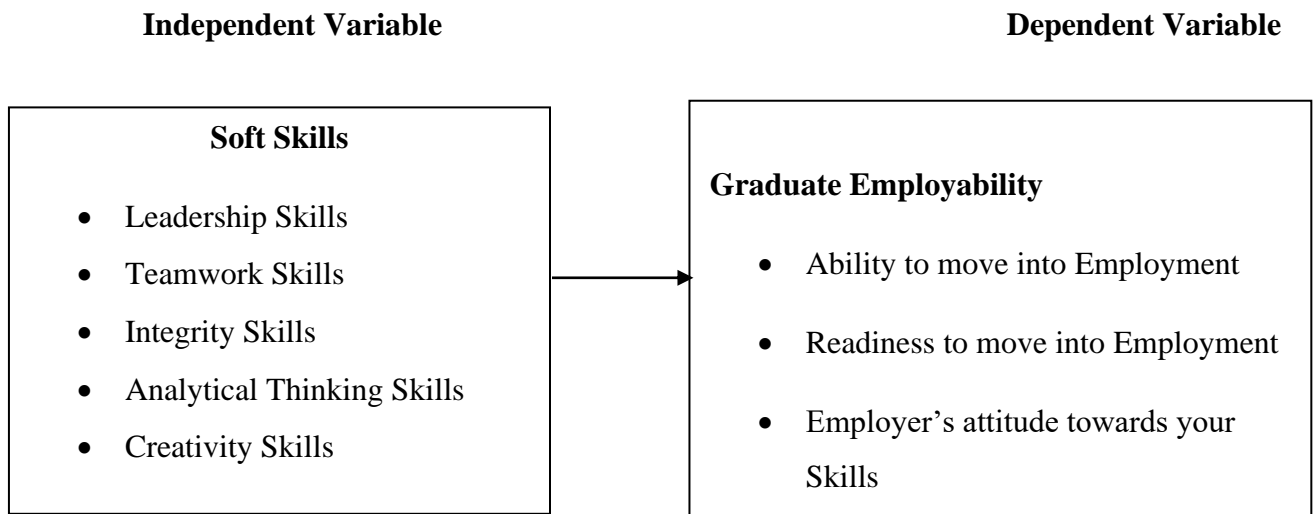 Independent Variable
Dependent Variable
Soft Skills
• Leadership Skills
• Teamwork Skills
• Integrity Skills
• Analytical Thinking Skills
• Creativity Skills
Graduate Employability
• Ability to move into Employment
• Readiness to move into Employment
• Employer’s attitude towards your
Skills